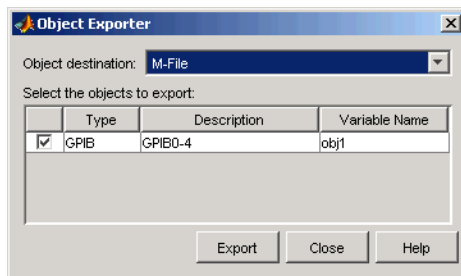 Object Exporter
Object destination: M-File
Select the objects to export:
Type Description Variable Name
GPIB GPIB0-4 obj1
Export Close Help